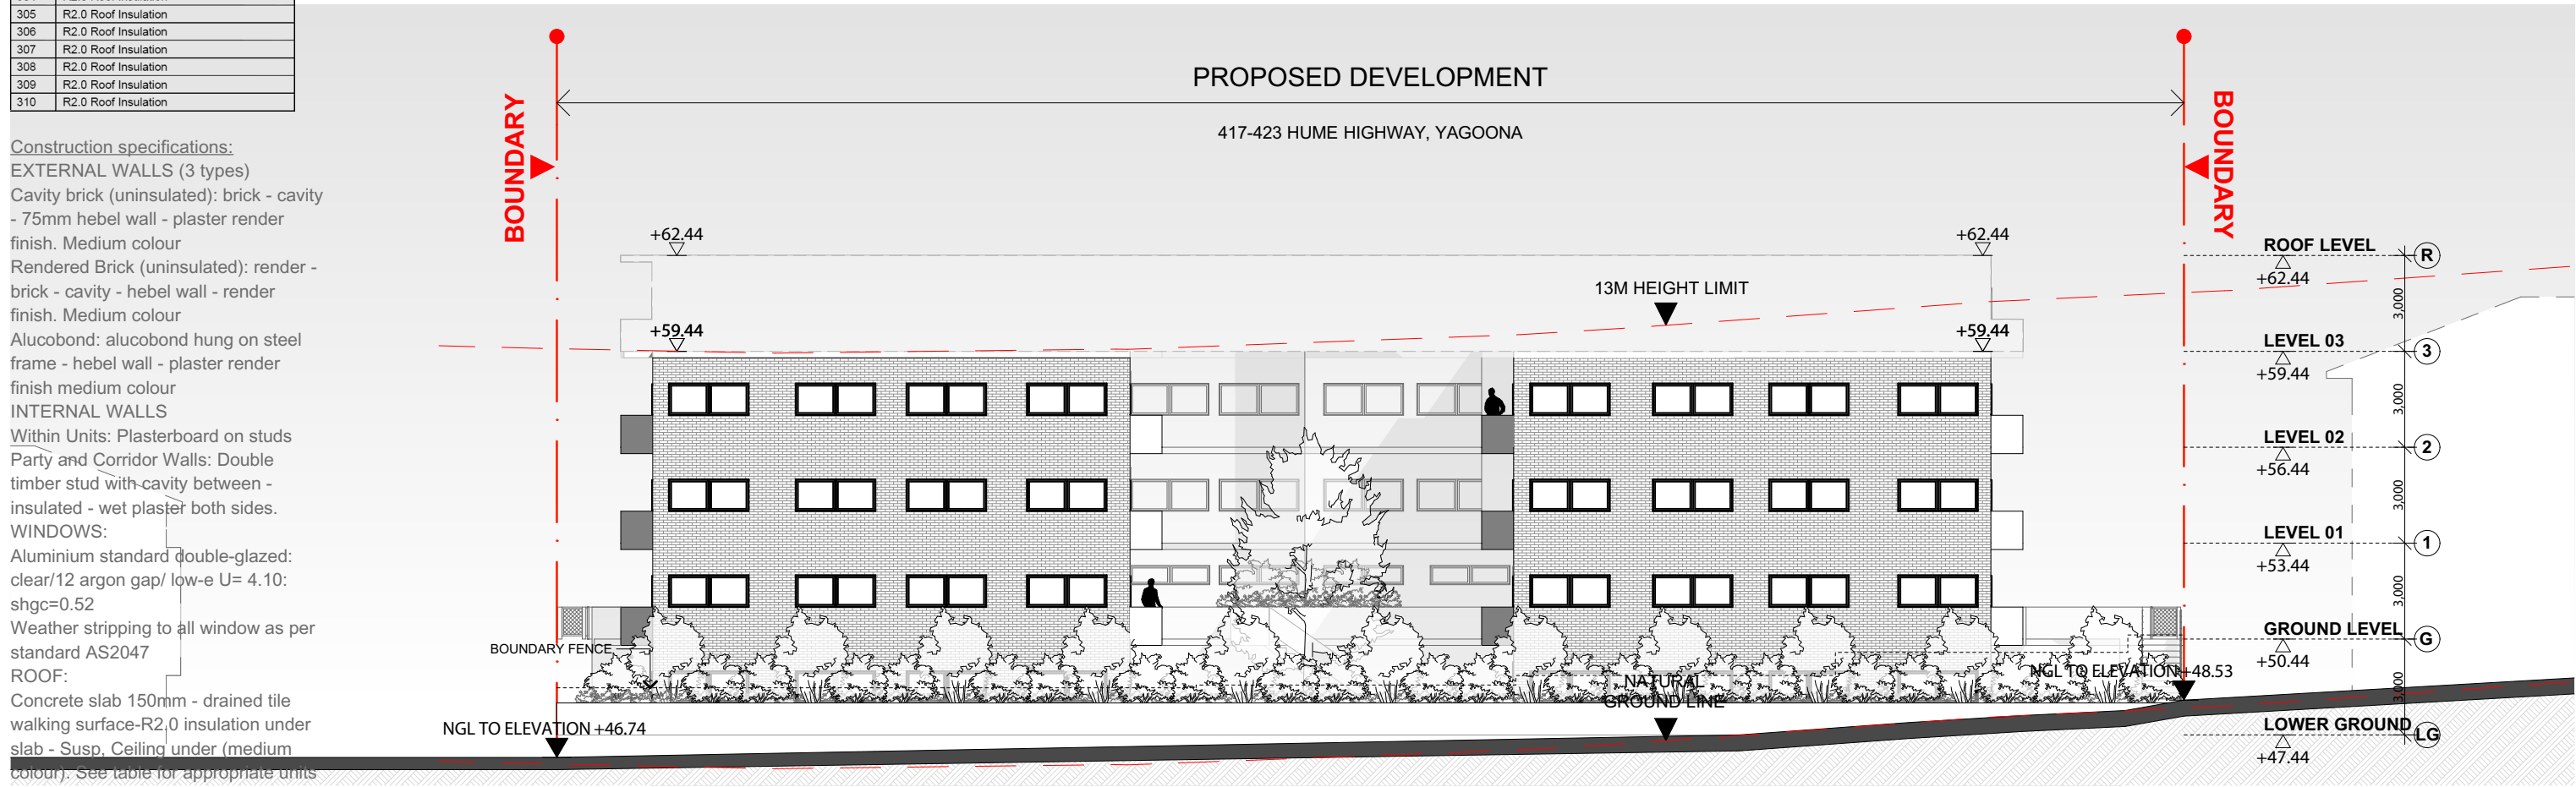 305 R2.0 Roof Insulation
306 R2.0 Roof Insulation
307 R2.0 Roof Insulation
308 R2.0 Roof Insulation
309 R2.0 Roof Insulation
310 R2.0 Roof Insulation
Construction specifications:
EXTERNAL WALLS (3 types)
Cavity brick (uninsulated): brick - cavity
- 75mm hebel wall - plaster render
finish. Medium colour
Rendered Brick (uninsulated): render -
brick - cavity - hebel wall - render
finish. Medium colour
Alucobond: alucobond hung on steel
frame - hebel wall - plaster render
finish medium colour
INTERNAL WALLS
Within Units: Plasterboard on studs
Party and Corridor Walls: Double
timber stud with cavity between -
insulated - wet plaster both sides.
WINDOWS:
Aluminium standard double-glazed:
clear/12 argon gap/ low-e U= 4.10:
shgc=0.52
Weather stripping to all window as per
standard AS2047
ROOF:
Concrete slab 150mm - drained tile
walking surface-R2.0 insulation under
slab - Susp, Ceiling under (medium
colour). See table for appropriate units
PROPOSED DEVELOPMENT
417-423 HUME HIGHWAY, YAGOONA
BOUNDARY
BOUNDARY
+62.44
+62.44
13M HEIGHT LIMIT
+59.44
+59.44
BOUNDARY FENCE
NGL TO ELEVATION +46.74
NATURAL
GROUND LINE
NGL TO ELEVATION +48.53
ROOF LEVEL
+62.44
R
3,000
LEVEL 03
+59.44
3
3,000
LEVEL 02
+56.44
2
3,000
LEVEL 01
+53.44
1
3,000
GROUND LEVEL
+50.44
G
3,000
LOWER GROUND
+47.44
LG